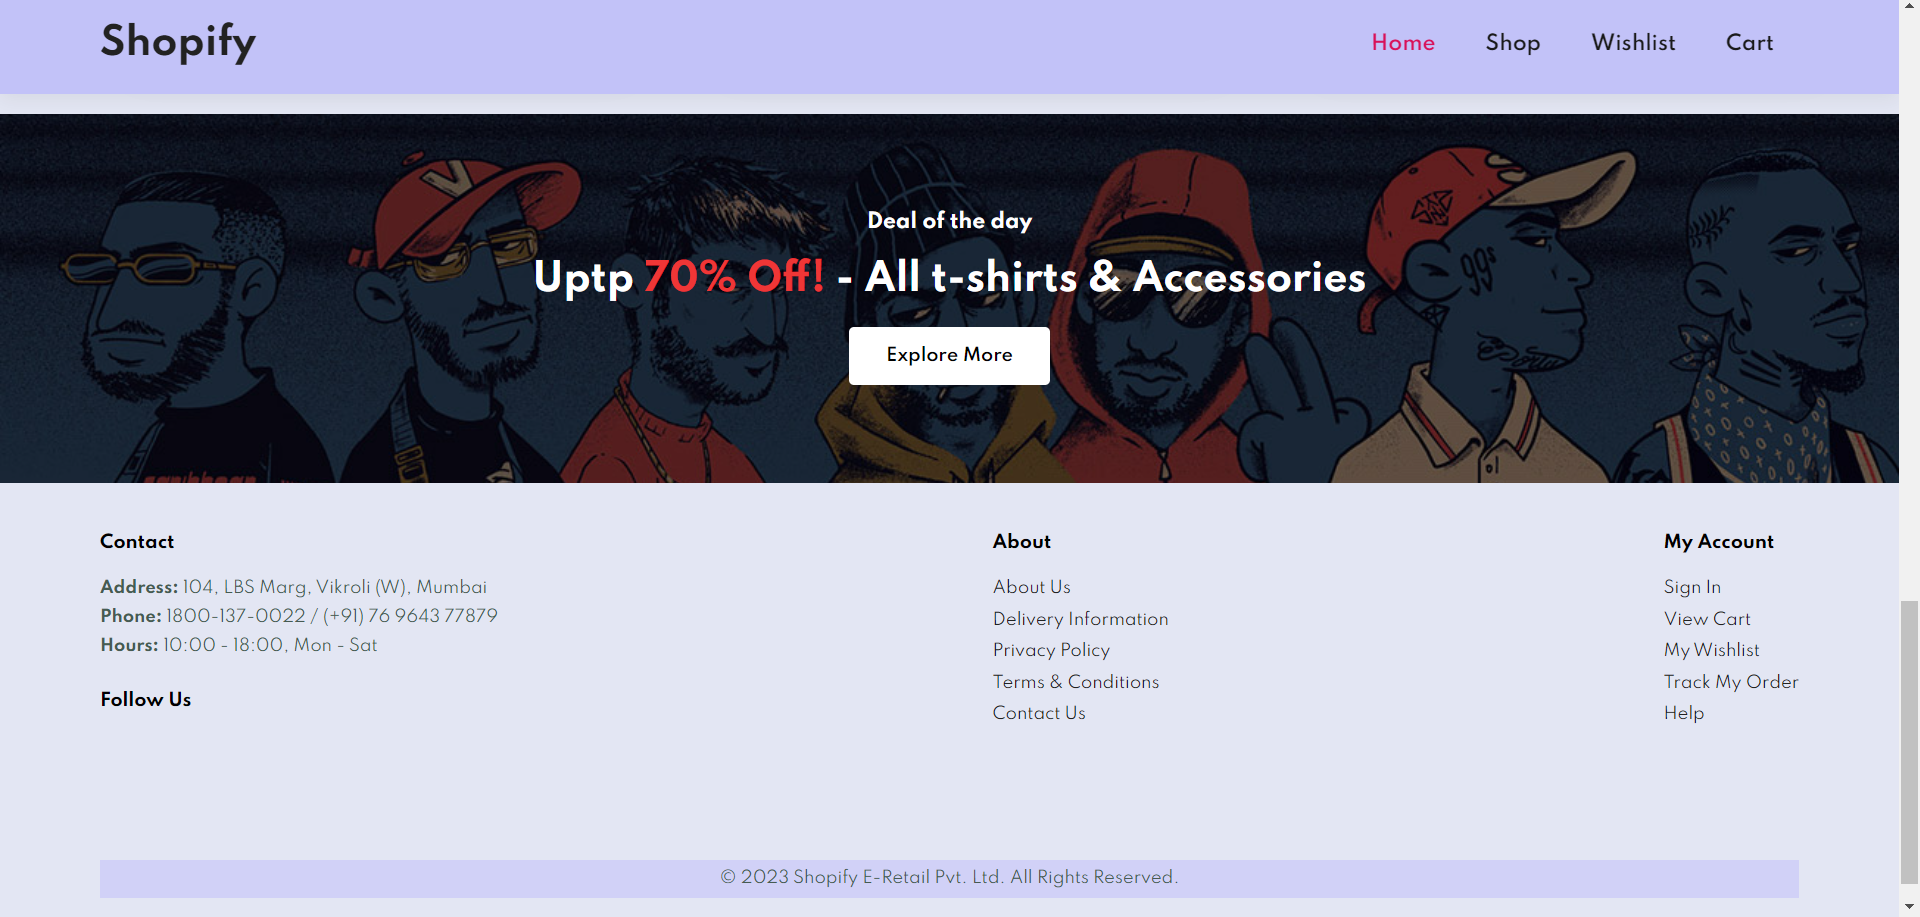 Shopify
Home Shop Wishlist Cart
Deal of the day
Uptp 70% Off! - All t-shirts & Accessories
Explore More
99s
Contact
Address: 104, LBS Marg, Vikroli (W), Mumbai
Phone: 1800-137-0022 / (+91) 76 9643 77879
Hours: 10:00 - 18:00, Mon - Sat
Follow Us
About
About Us
Delivery Information
Privacy Policy
Terms & Conditions
Contact Us
My Account
Sign In
View Cart
My Wishlist
Track My Order
Help
© 2023 Shopify E-Retail Pvt. Ltd. All Rights Reserved.